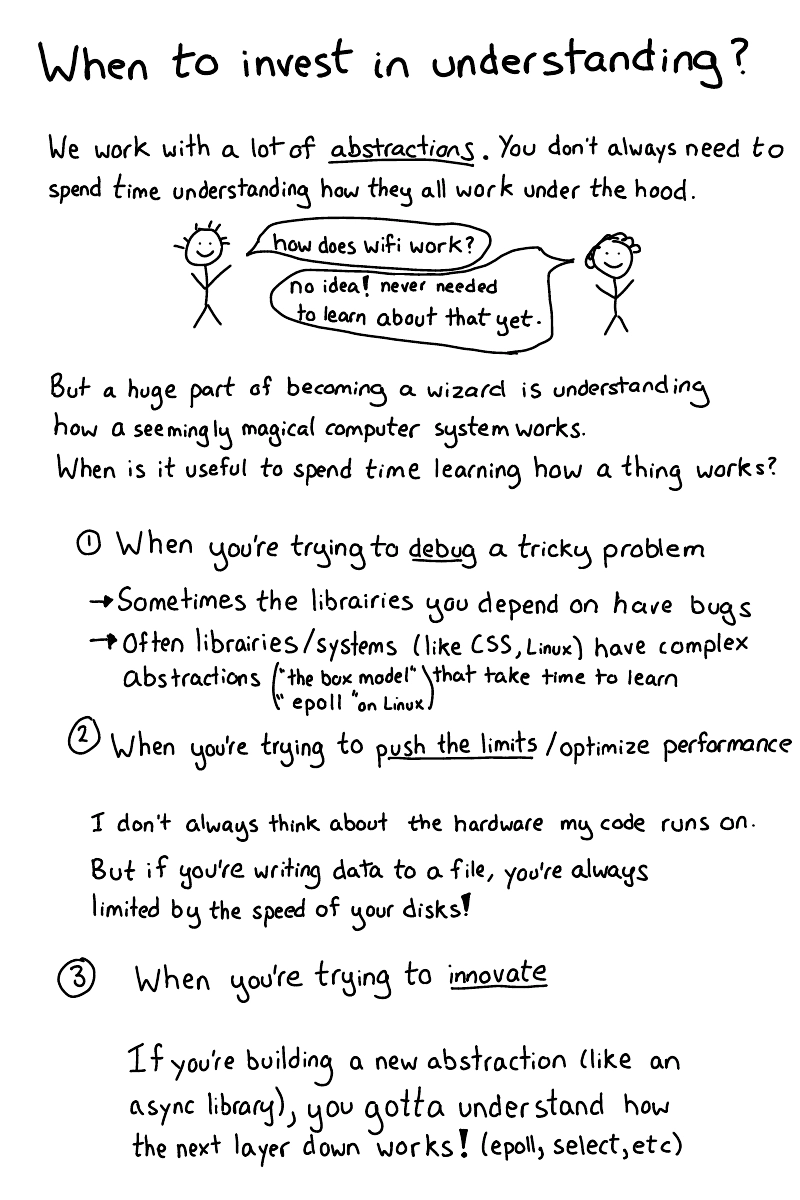 When to invest in understanding?
We work with a lot of abstractions. You don't always need to
spend time understanding how they all work under the hood.
how does wifi work?
no idea! never needed
to learn about that yet.
But a huge part of becoming a wizard is understanding
how a seemingly magical computer system works.
When is it useful to spend time learning how a thing works?
① When you're trying to debug a tricky problem
→ Sometimes the librairies you depend on have bugs
→ Often librairies/systems (like CSS, Linux) have complex
abstractions ("the box model" that take time to learn
"epoll" on Linux)
② When you're trying to push the limits / optimize performance
I don't always think about the hardware my code runs on.
But if you're writing data to a file, you're always
limited by the speed of your disks!
③ When you're trying to innovate
If you're building a new abstraction (like an
async library), you gotta understand how
the next layer down works! (epoll, select, etc)